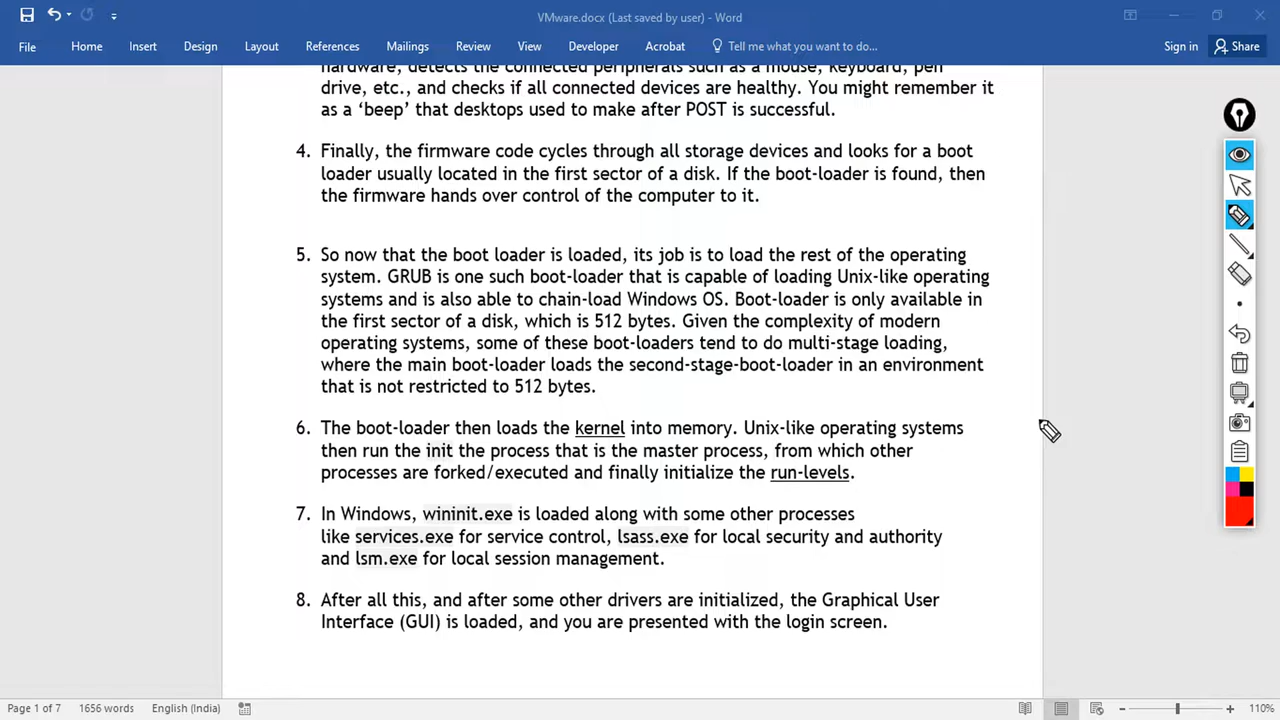 VMware.docx (Last saved by user) - Word
File Home Insert Design Layout References Mailings Review View Developer Acrobat Tell me what you want to do... Sign in Share
hardware, detects the connected peripherals such as a mouse, keyboard, pen
drive, etc., and checks if all connected devices are healthy. You might remember it
as a ‘beep’ that desktops used to make after POST is successful.
4. Finally, the firmware code cycles through all storage devices and looks for a boot
loader usually located in the first sector of a disk. If the boot-loader is found, then
the firmware hands over control of the computer to it.
5. So now that the boot loader is loaded, its job is to load the rest of the operating
system. GRUB is one such boot-loader that is capable of loading Unix-like operating
systems and is also able to chain-load Windows OS. Boot-loader is only available in
the first sector of a disk, which is 512 bytes. Given the complexity of modern
operating systems, some of these boot-loaders tend to do multi-stage loading,
where the main boot-loader loads the second-stage-boot-loader in an environment
that is not restricted to 512 bytes.
6. The boot-loader then loads the kernel into memory. Unix-like operating systems
then run the init the process that is the master process, from which other
processes are forked/executed and finally initialize the run-levels.
7. In Windows, wininit.exe is loaded along with some other processes
like services.exe for service control, lsass.exe for local security and authority
and lsm.exe for local session management.
8. After all this, and after some other drivers are initialized, the Graphical User
Interface (GUI) is loaded, and you are presented with the login screen.
Page 1 of 7 1656 words English (India) 110%